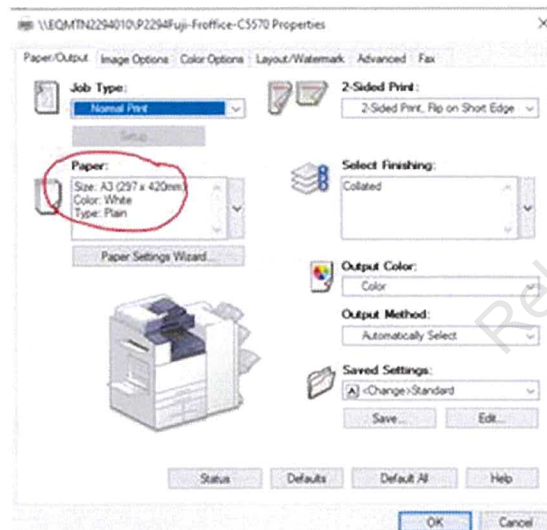 \\EQMTN2294010\P2294Fuji-Froffice-C5570 Properties
Paper/Output Image Options Color Options Layout/Watermark Advanced Fax
Job Type:
Normal Print
Setup
Paper:
Size: A3 (297 x 420mm)
Color: White
Type: Plain
Paper Settings Wizard...
2-Sided Print:
2-Sided Print, Flip on Short Edge
Select Finishing:
Collated
Output Color:
Color
Output Method:
Automatically Select
Saved Settings:
A <Change>Standard
Save... Edit...
Status Defaults Default All Help
OK Cancel